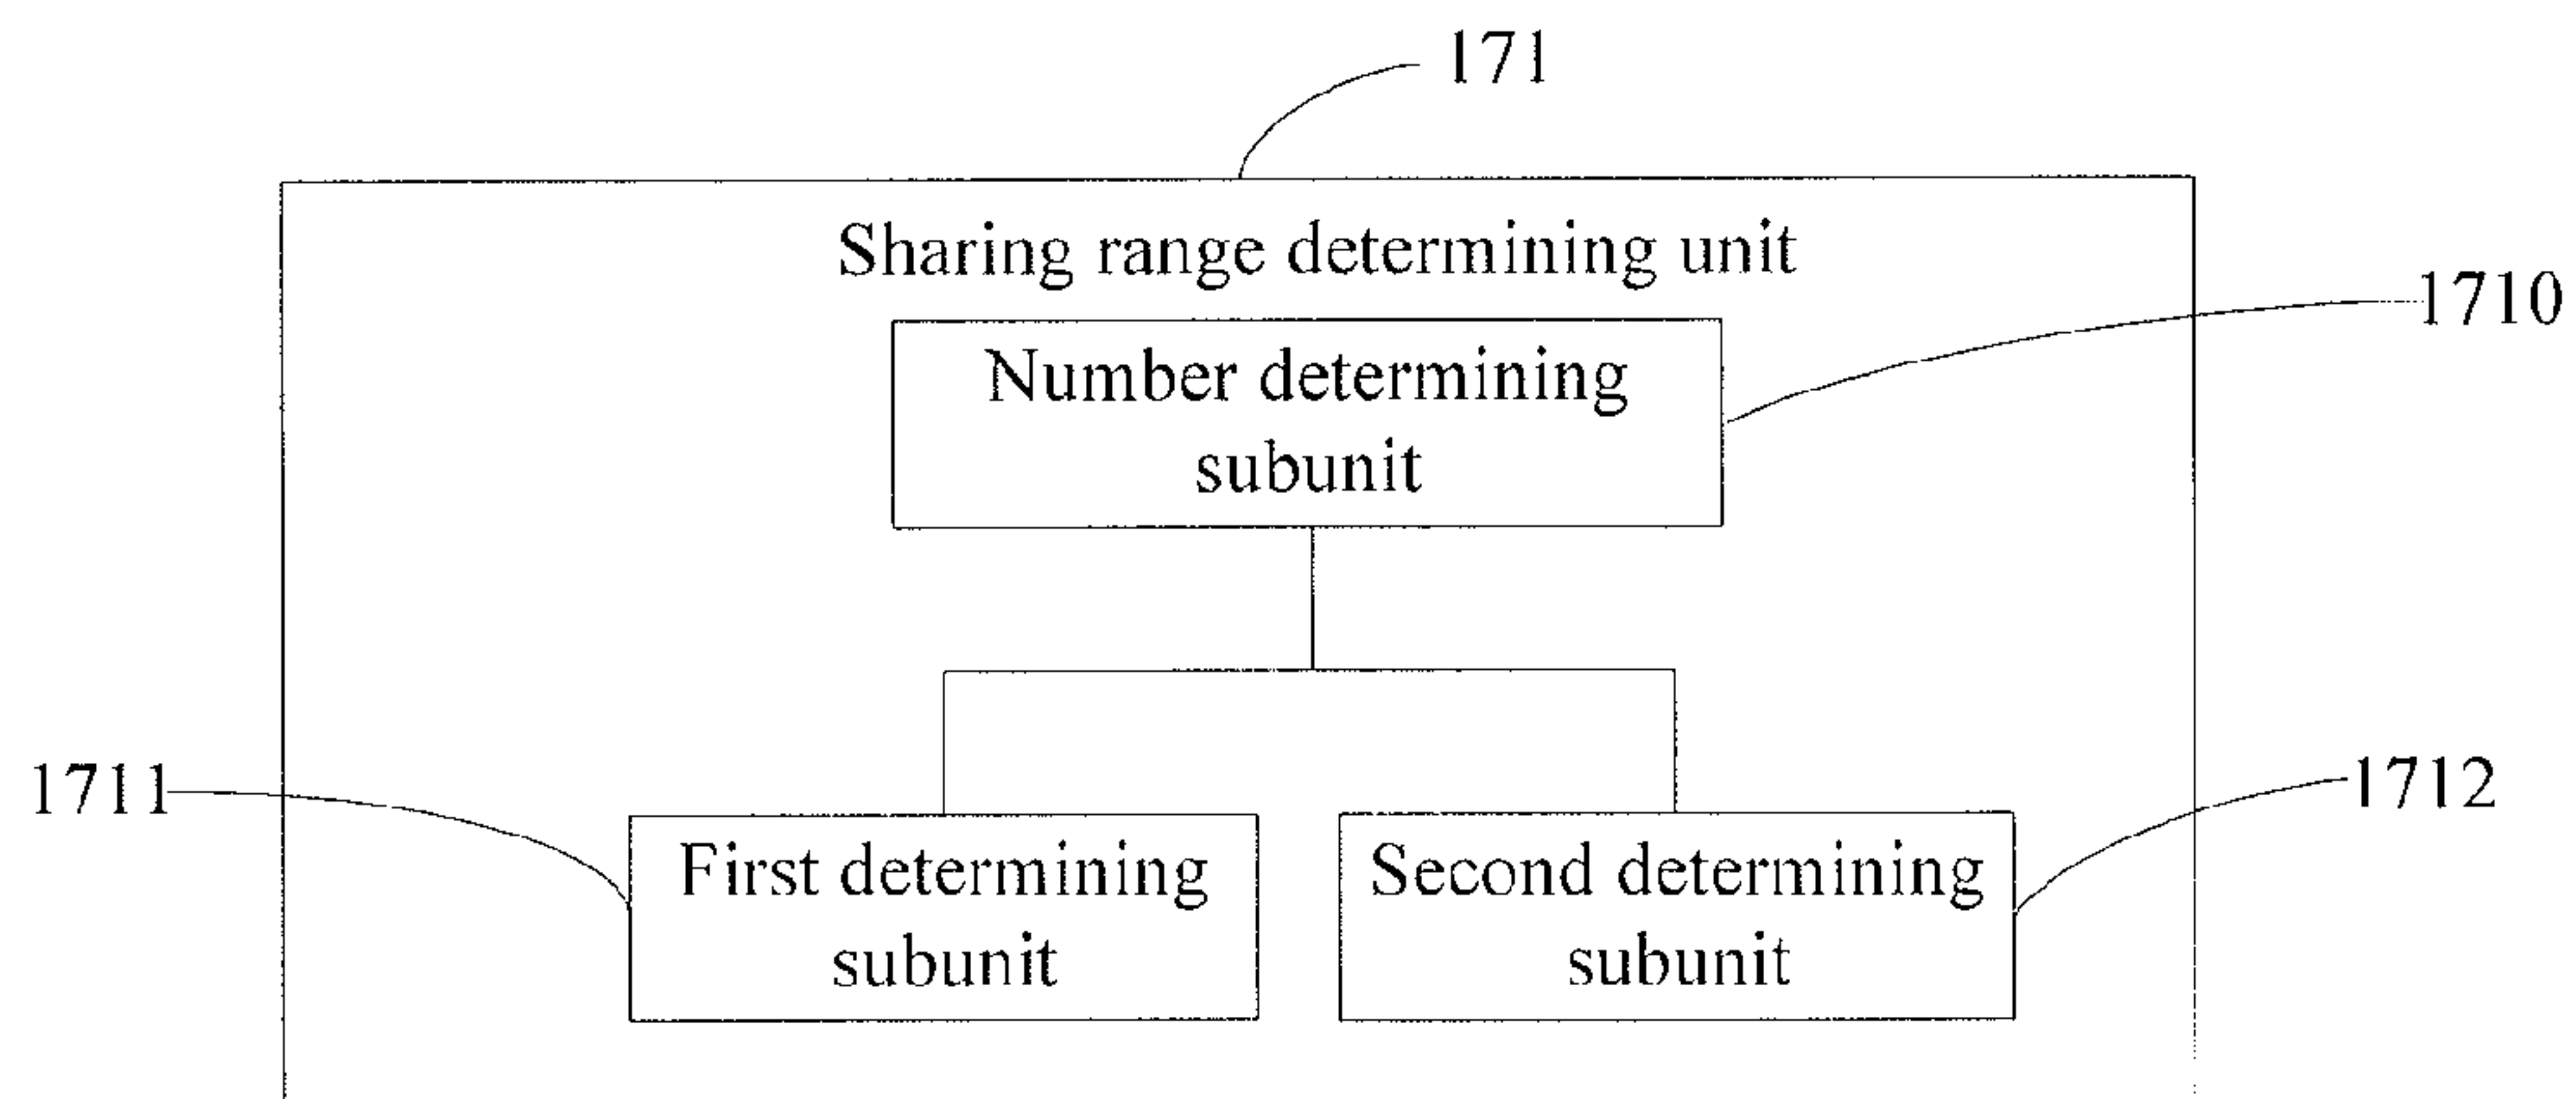 171
Sharing range determining unit
1710
Number determining
subunit
1711
1712
First determining
subunit
Second determining
subunit